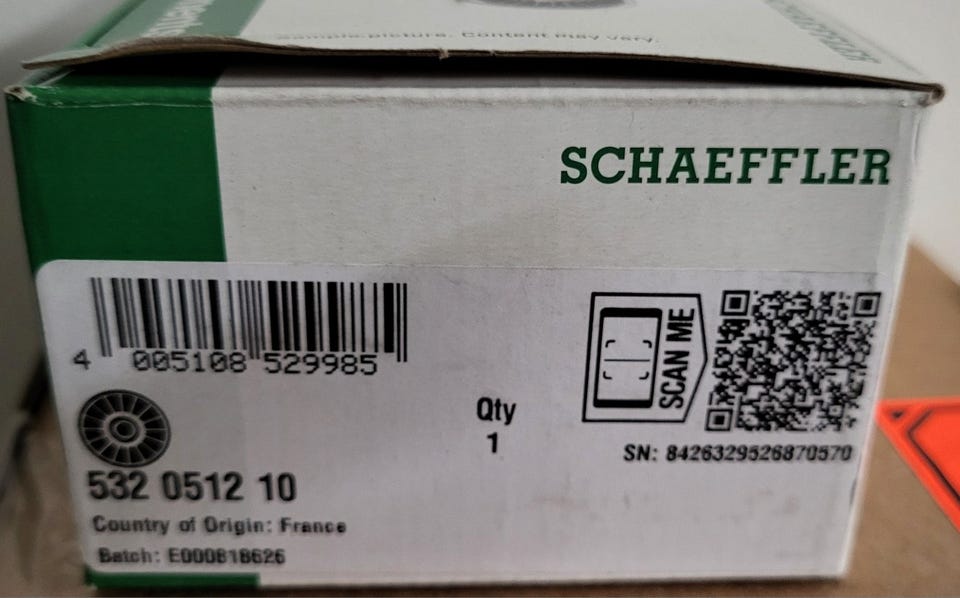 Sample picture. Content may vary.
SCHAEFFLER
4 005108 529985
SCAN ME
Qty
1
SN: 8426329526870570
532 0512 10
Country of Origin: France
Batch: E000818626